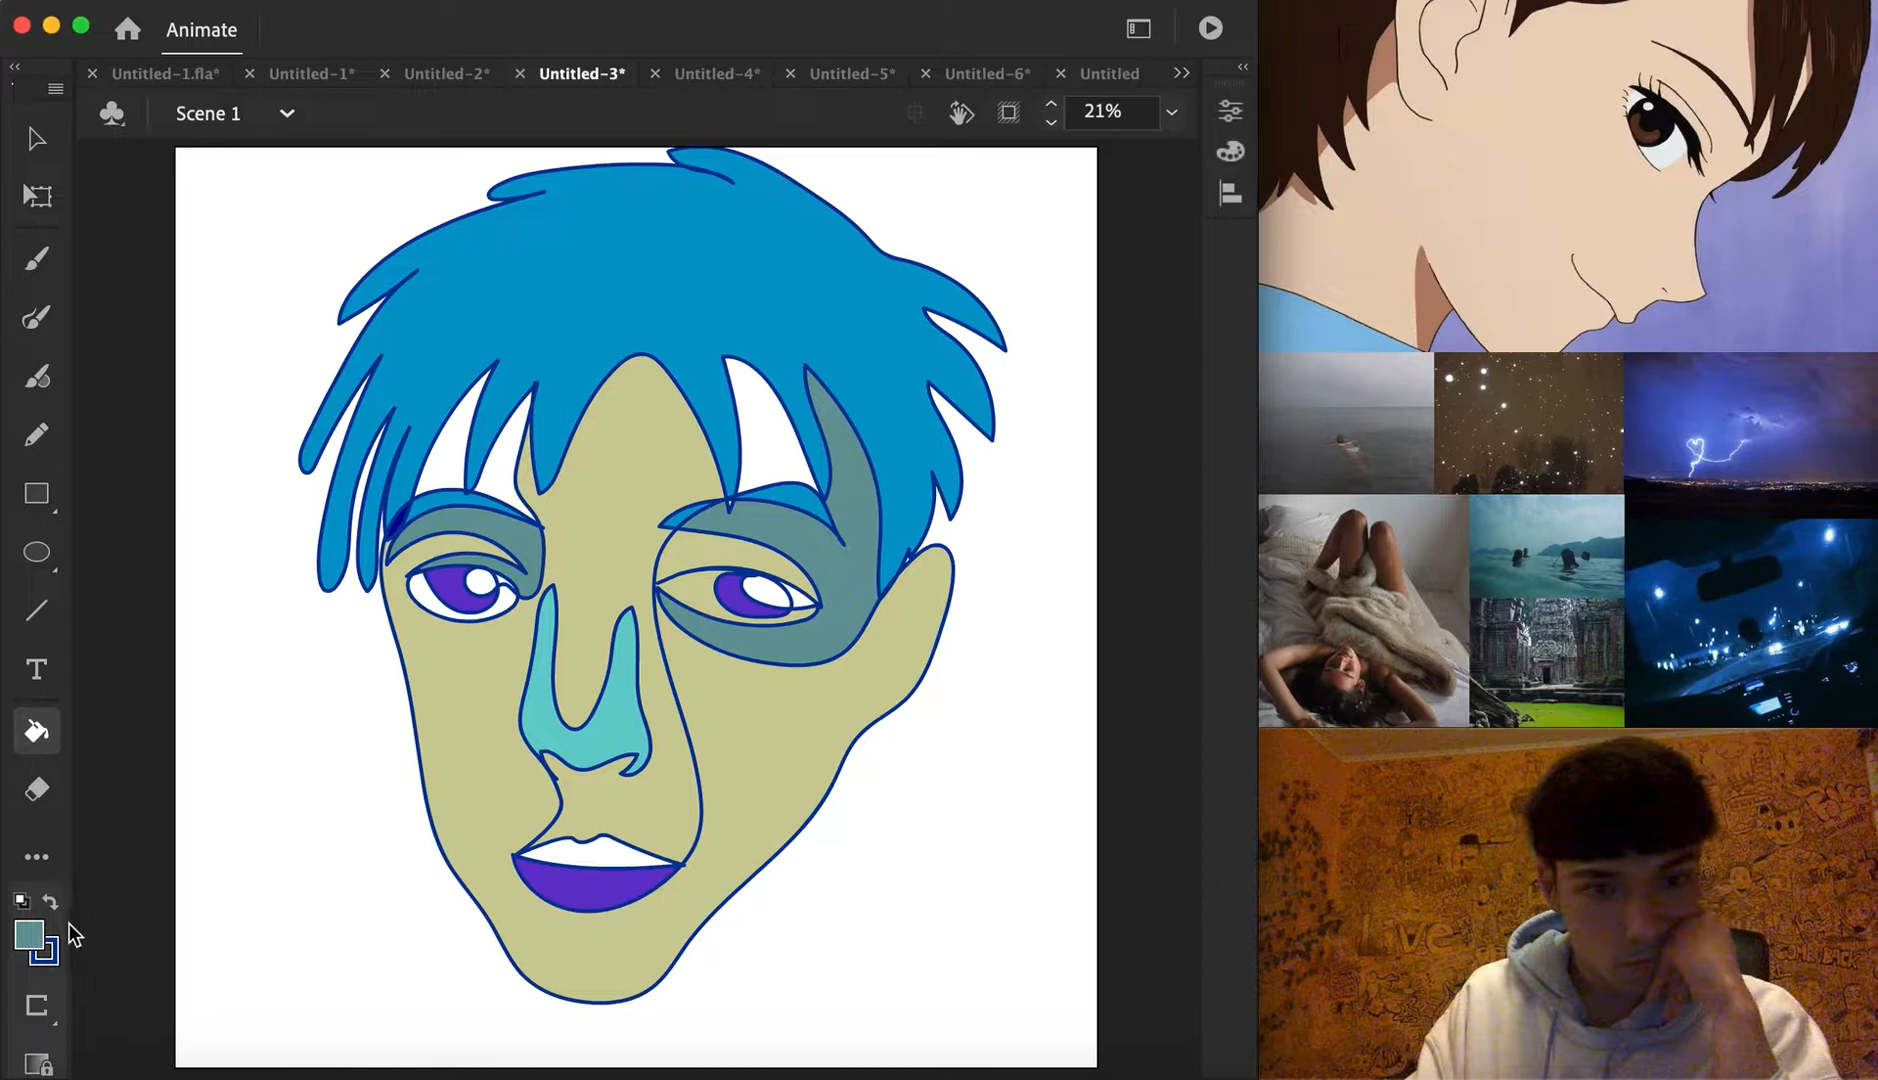 Animate
Untitled-1.fla*
Untitled-1*
Untitled-2*
Untitled-3*
Untitled-4*
Untitled-5*
Untitled-6*
Untitled
Scene 1
21%
LIVE